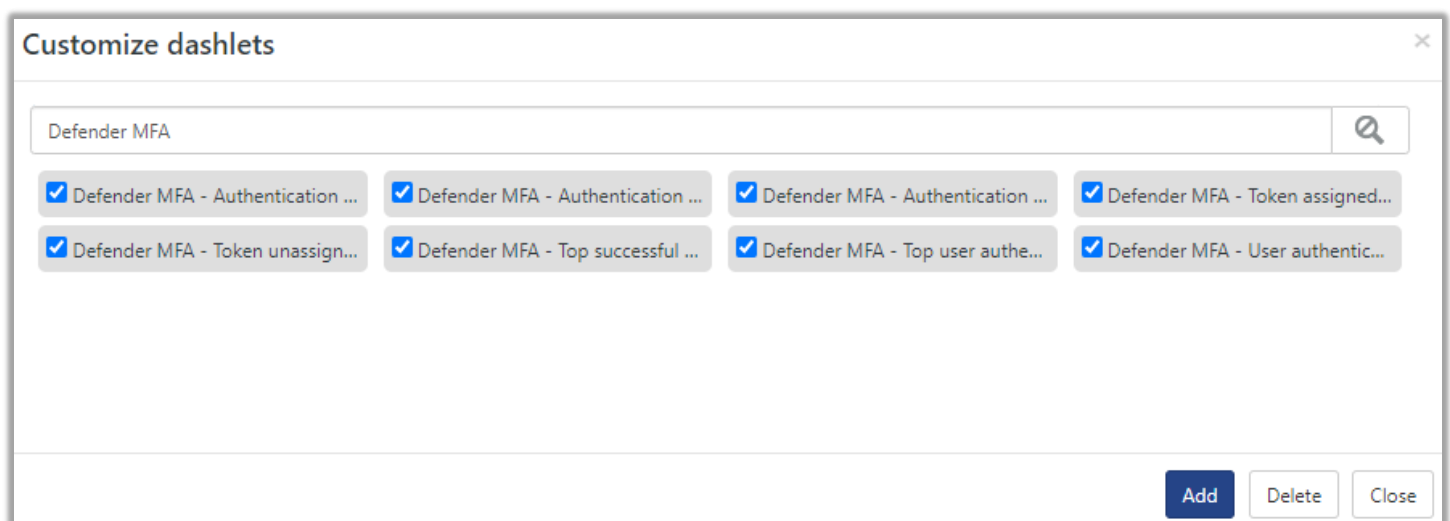 Customize dashlets
×
Defender MFA
Defender MFA - Authentication ...
Defender MFA - Authentication ...
Defender MFA - Authentication ...
Defender MFA - Token assigned...
Defender MFA - Token unassign...
Defender MFA - Top successful ...
Defender MFA - Top user authe...
Defender MFA - User authentic...
Add
Delete
Close